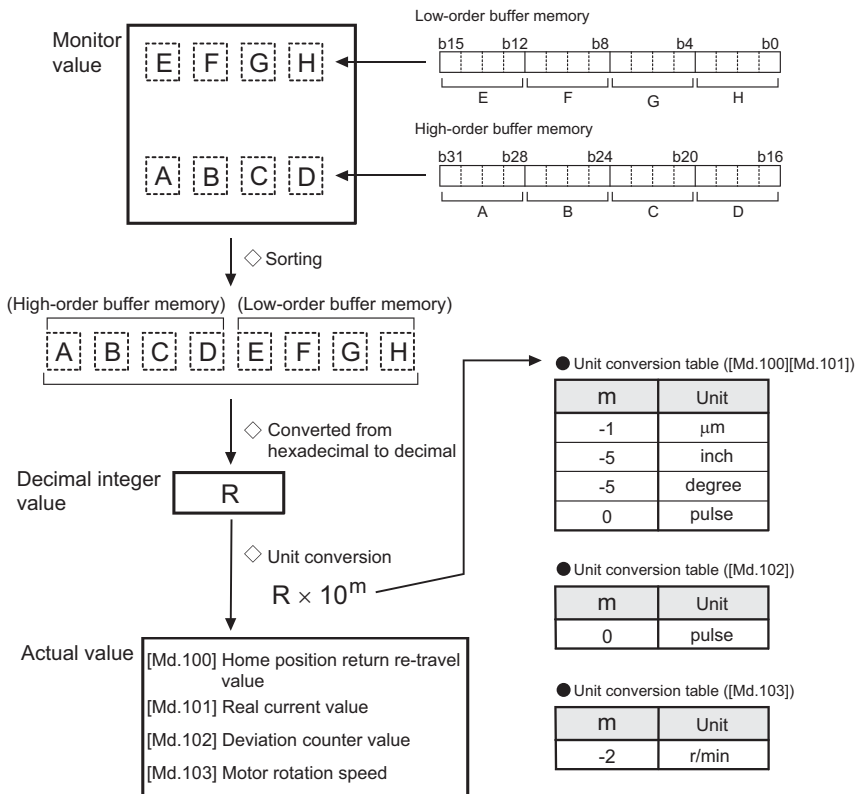 Low-order buffer memory
Monitor value
b15 b12 b8 b4 b0
E F G H
E F G H
High-order buffer memory
b31 b28 b24 b20 b16
A B C D
A B C D
◇ Sorting
(High-order buffer memory) (Low-order buffer memory)
A B C D E F G H
◇ Converted from
hexadecimal to decimal
Decimal integer
value
R
◇ Unit conversion
R × 10^m
Actual value
[Md.100] Home position return re-travel
value
[Md.101] Real current value
[Md.102] Deviation counter value
[Md.103] Motor rotation speed
● Unit conversion table ([Md.100][Md.101])
m Unit
-1 μm
-5 inch
-5 degree
0 pulse
● Unit conversion table ([Md.102])
m Unit
0 pulse
● Unit conversion table ([Md.103])
m Unit
-2 r/min